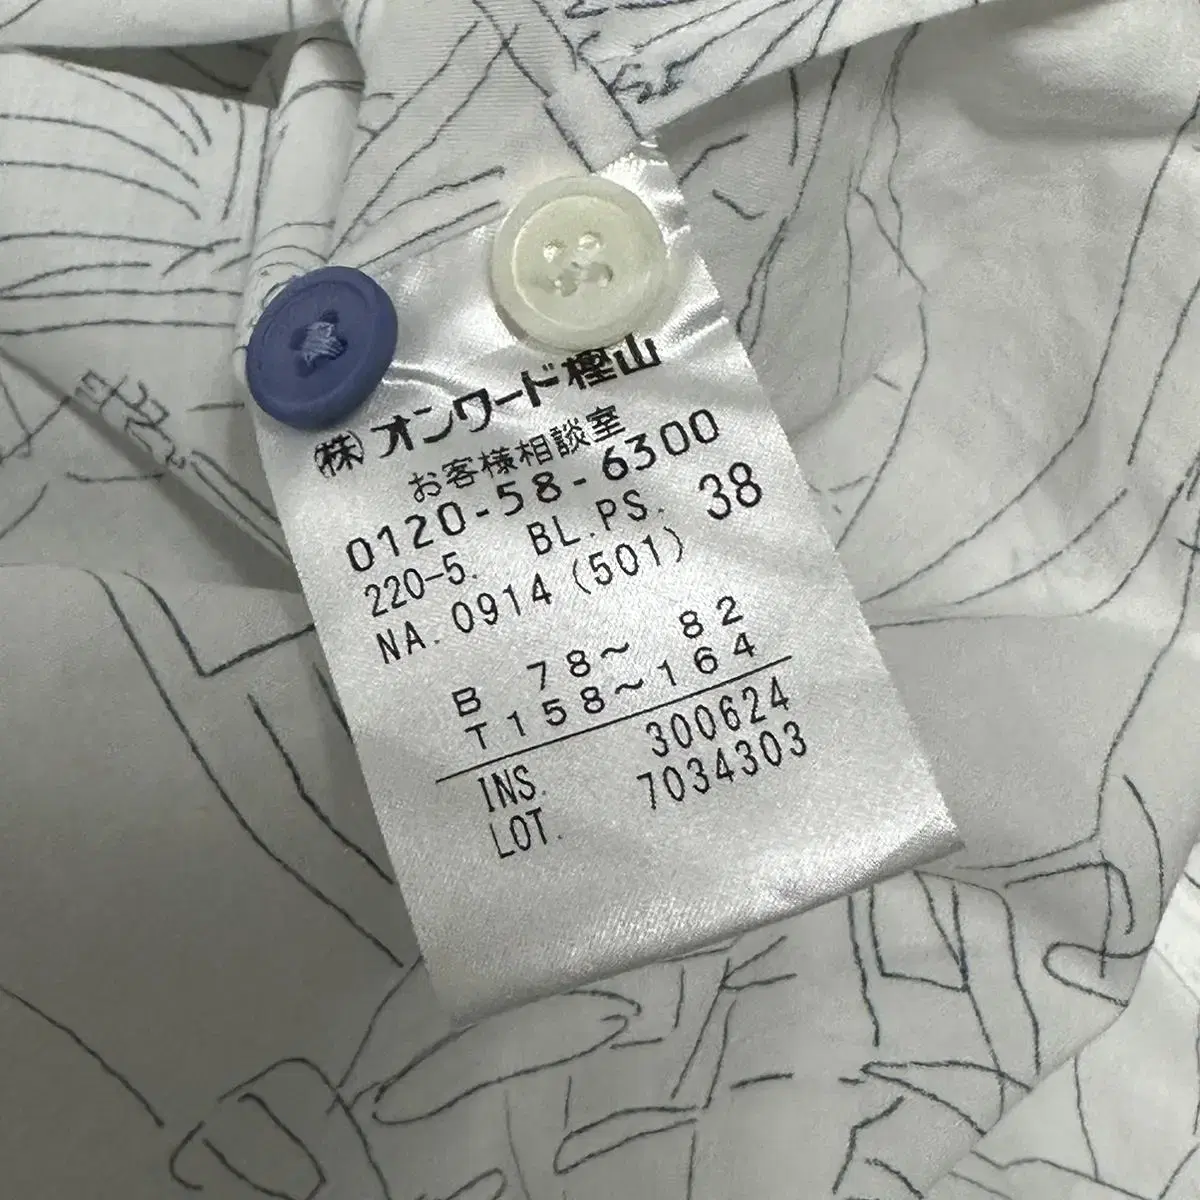 (株)オンワード樫山
お客様相談室
0120-58-6300
220-5. BL.PS. 38
NA.0914(501)
B 78~ 82
T158~164
INS. 300624
LOT. 7034303